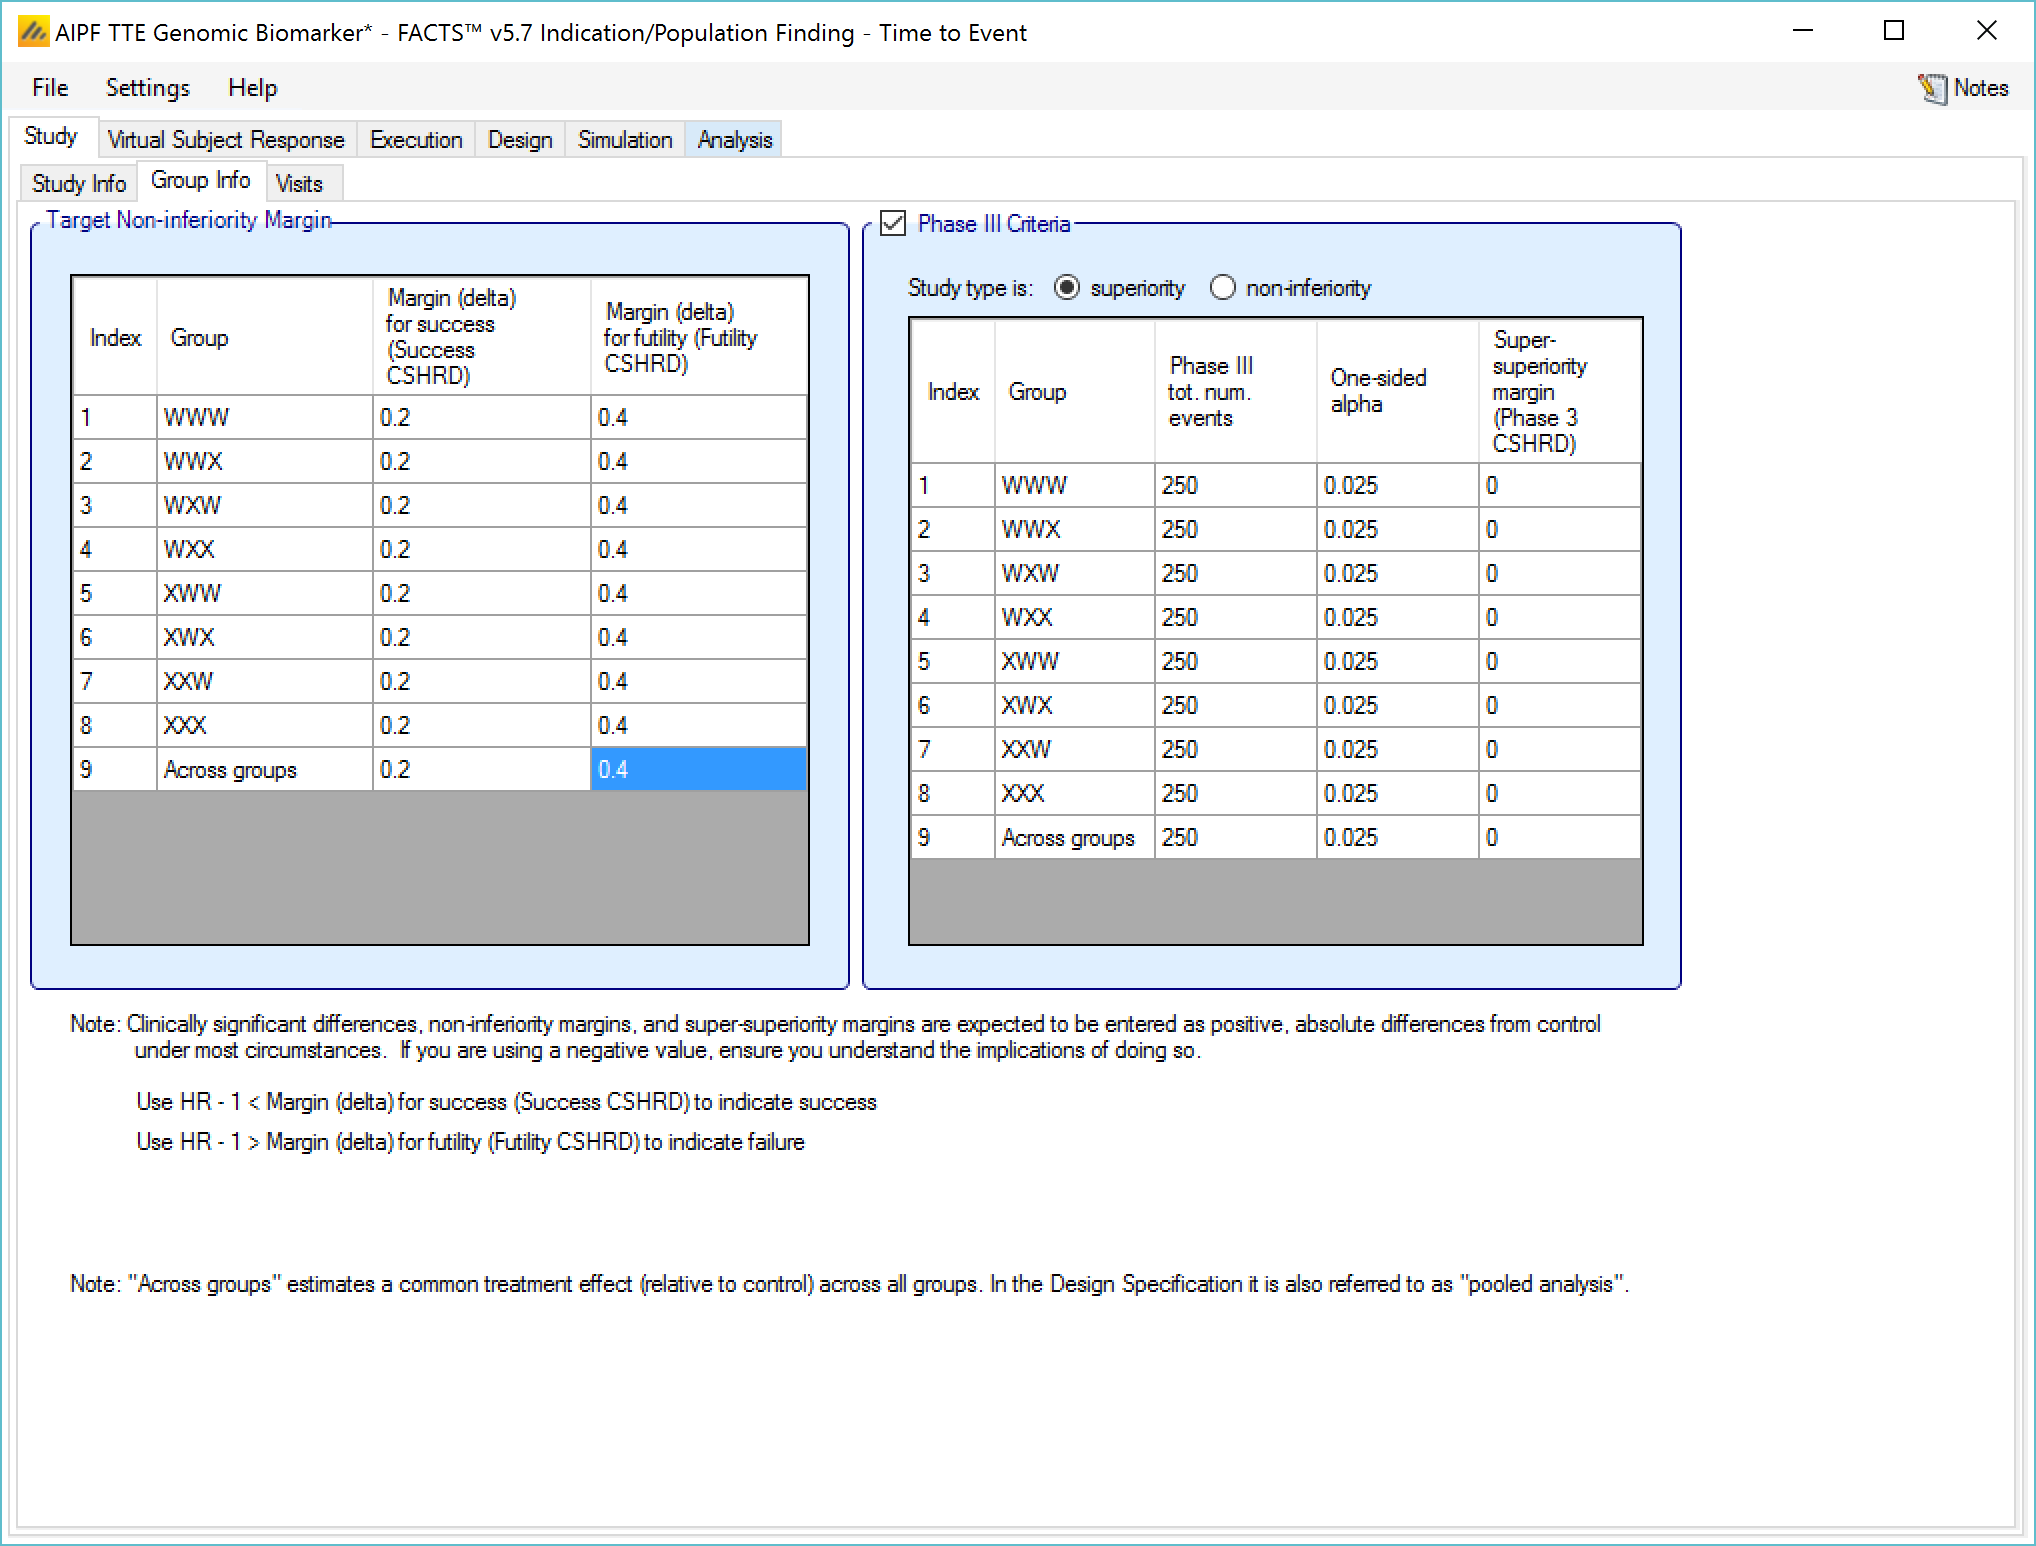 AIPF TTE Genomic Biomarker* - FACTS™ v5.7 Indication/Population Finding - Time to Event
File Settings Help Notes
Study Virtual Subject Response Execution Design Simulation Analysis
Study Info Group Info Visits
Target Non-inferiority Margin
Index Group Margin (delta) for success (Success CSHRD) Margin (delta) for futility (Futility CSHRD)
1 WWW 0.2 0.4
2 WWX 0.2 0.4
3 WXW 0.2 0.4
4 WXX 0.2 0.4
5 XWW 0.2 0.4
6 XWX 0.2 0.4
7 XXW 0.2 0.4
8 XXX 0.2 0.4
9 Across groups 0.2 0.4
Phase III Criteria
Study type is: superiority non-inferiority
Index Group Phase III tot. num. events One-sided alpha Super-superiority margin (Phase 3 CSHRD)
1 WWW 250 0.025 0
2 WWX 250 0.025 0
3 WXW 250 0.025 0
4 WXX 250 0.025 0
5 XWW 250 0.025 0
6 XWX 250 0.025 0
7 XXW 250 0.025 0
8 XXX 250 0.025 0
9 Across groups 250 0.025 0
Note: Clinically significant differences, non-inferiority margins, and super-superiority margins are expected to be entered as positive, absolute differences from control
under most circumstances. If you are using a negative value, ensure you understand the implications of doing so.
Use HR - 1 < Margin (delta) for success (Success CSHRD) to indicate success
Use HR - 1 > Margin (delta) for futility (Futility CSHRD) to indicate failure
Note: "Across groups" estimates a common treatment effect (relative to control) across all groups. In the Design Specification it is also referred to as "pooled analysis".